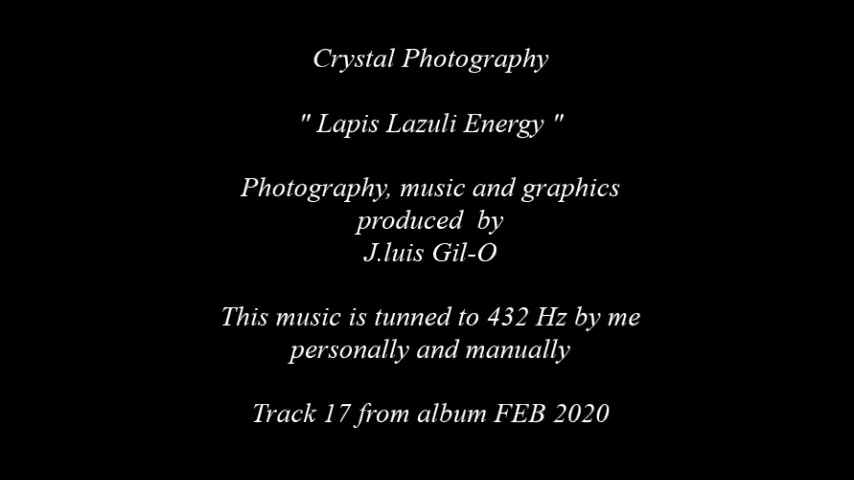 Crystal Photography
" Lapis Lazuli Energy "
Photography, music and graphics
produced  by
J.luis Gil-O
This music is tunned to 432 Hz by me
personally and manually
Track 17 from album FEB 2020